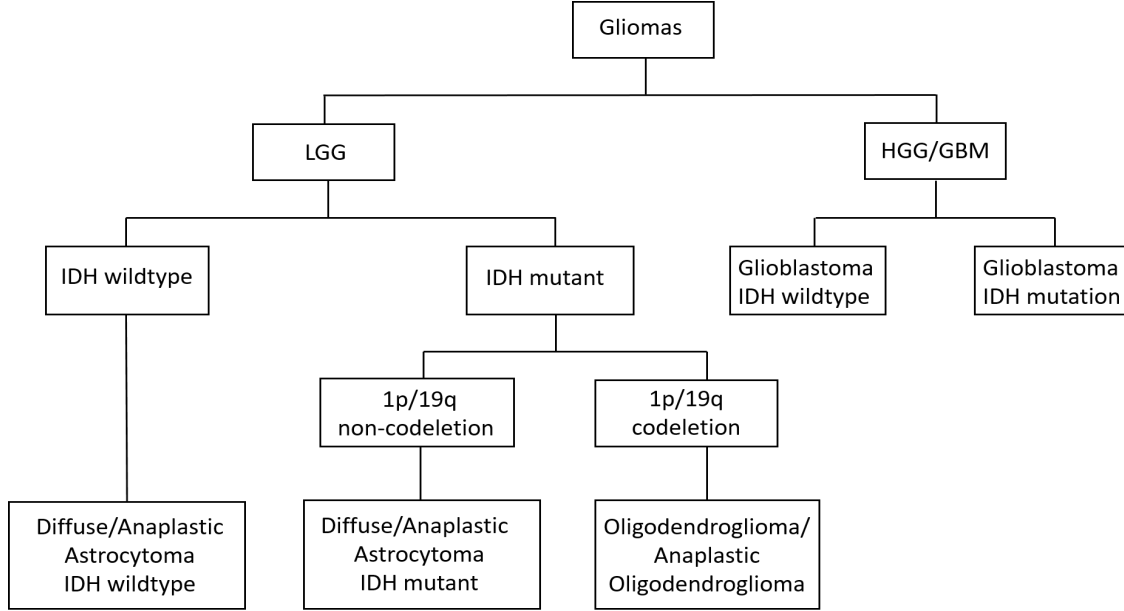 Gliomas
LGG
HGG/GBM
IDH wildtype
IDH mutant
Glioblastoma
IDH wildtype
Glioblastoma
IDH mutation
1p/19q
non-codeletion
1p/19q
codeletion
Diffuse/Anaplastic
Astrocytoma
IDH wildtype
Diffuse/Anaplastic
Astrocytoma
IDH mutant
Oligodendroglioma/
Anaplastic
Oligodendroglioma